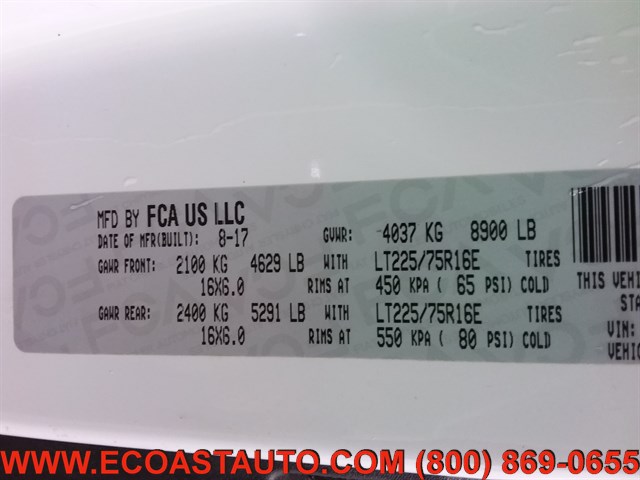 MFD BY FCA US LLC
DATE OF MFR(BUILT): 8-17 GVWR: 4037 KG 8900 LB
GAWR FRONT: 2100 KG 4629 LB WITH LT225/75R16E TIRES
16X6.0 RIMS AT 450 KPA ( 65 PSI) COLD
GAWR REAR: 2400 KG 5291 LB WITH LT225/75R16E TIRES
16X6.0 RIMS AT 550 KPA ( 80 PSI) COLD
THIS VEHI
STA
VIN:
VEHIC
WWW.ECOASTAUTO.COM (800) 869-0655